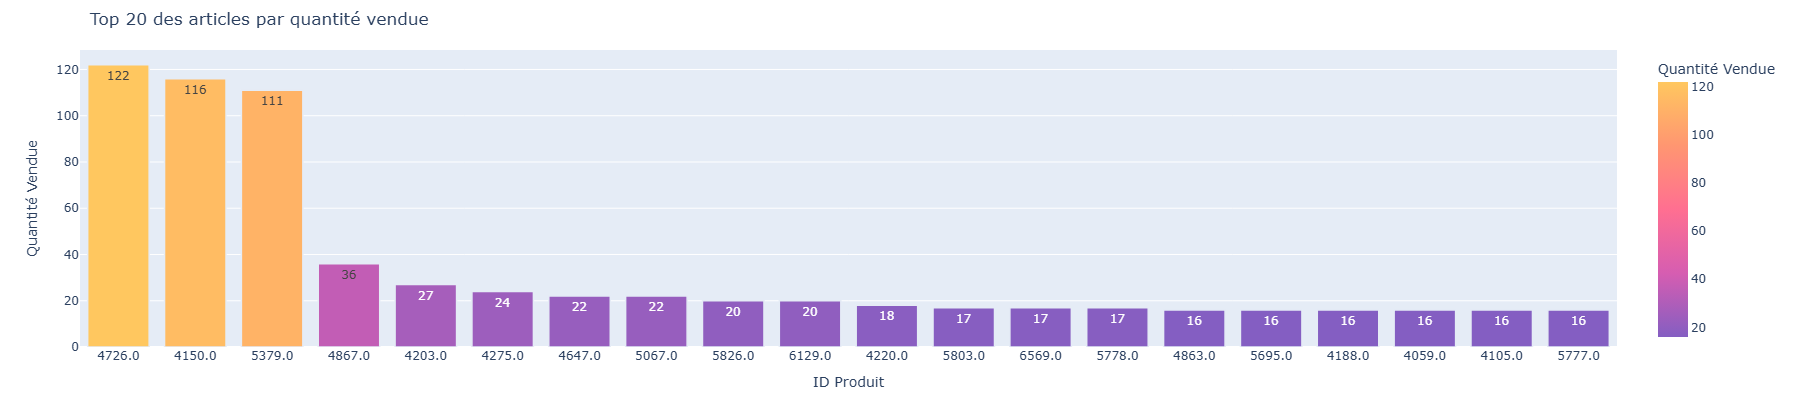 Top 20 des articles par quantité vendue
Quantité Vendue
120
100
80
60
40
20
0
122 116 111 36 27 24 22 22 20 20 18 17 17 17 16 16 16 16 16 16
4726.0 4150.0 5379.0 4867.0 4203.0 4275.0 4647.0 5067.0 5826.0 6129.0 4220.0 5803.0 6569.0 5778.0 4863.0 5695.0 4188.0 4059.0 4105.0 5777.0
ID Produit
Quantité Vendue
120
100
80
60
40
20